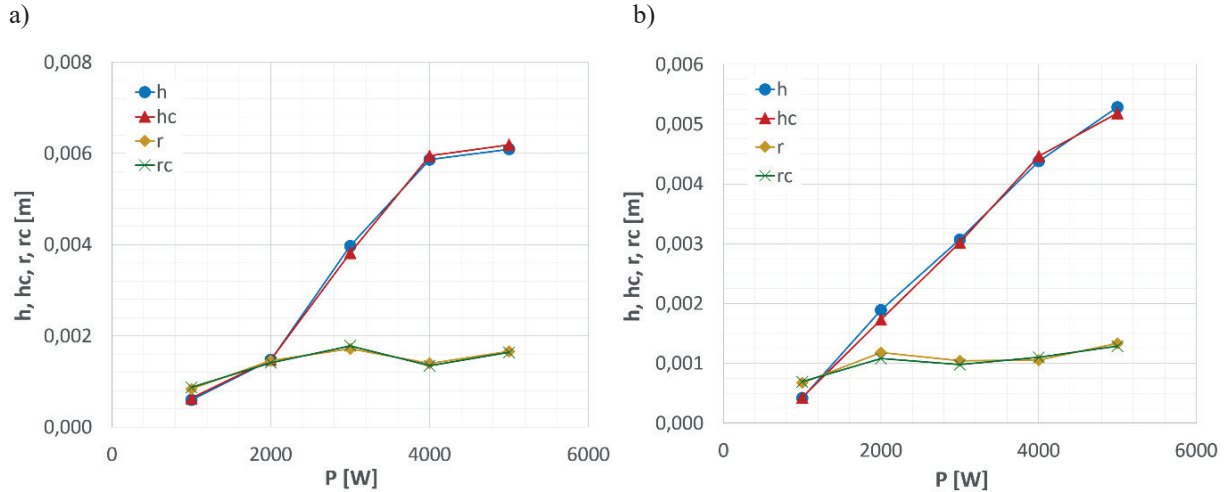 a)
0,008
0,006
0,004
0,002
0,000
h, hc, r, rc [m]
h
hc
r
rc
0
2000
4000
6000
P [W]
b)
0,006
0,005
0,004
0,003
0,002
0,001
0,000
h, hc, r, rc [m]
h
hc
r
rc
0
2000
4000
6000
P [W]